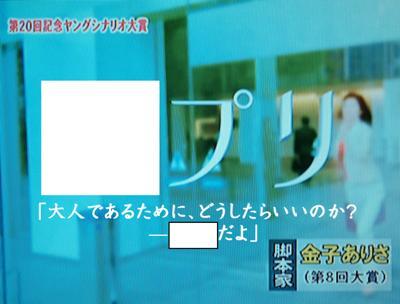 第20回記念ヤングシナリオ大賞
プリ
「大人であるために、どうしたらいいのか?
―だよ」
脚本家
金子ありさ
(第8回大賞)